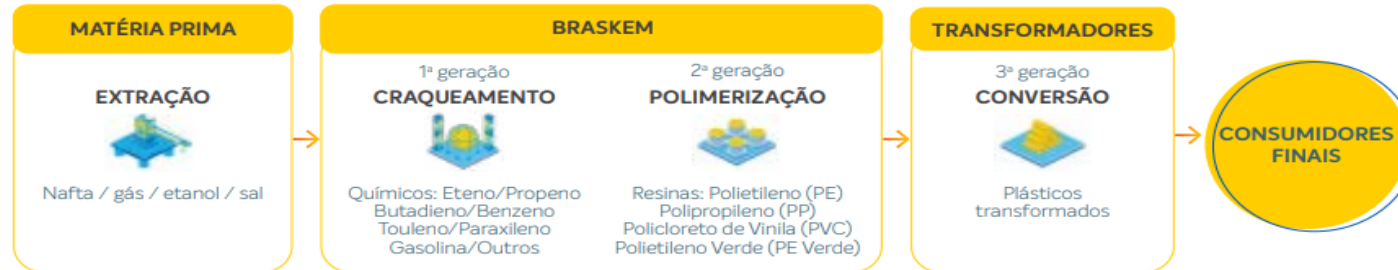 MATÉRIA PRIMA
EXTRAÇÃO
Nafta / gás / etanol / sal
BRASKEM
1ª geração
CRAQUEAMENTO
Químicos: Eteno/Propeno
Butadieno/Benzeno
Touleno/Paraxileno
Gasolina/Outros
2ª geração
POLIMERIZAÇÃO
Resinas: Polietileno (PE)
Polipropileno (PP)
Policloreto de Vinila (PVC)
Polietileno Verde (PE Verde)
TRANSFORMADORES
3ª geração
CONVERSÃO
Plásticos
transformados
CONSUMIDORES
FINAIS